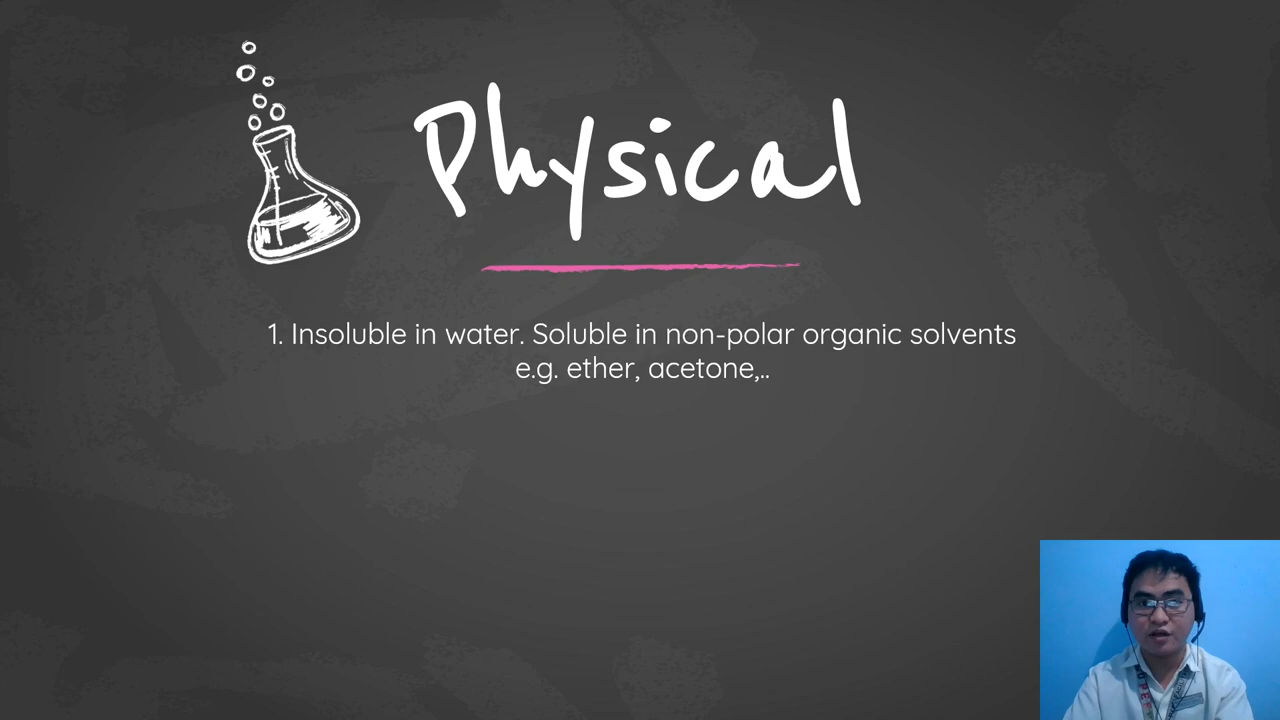 Physical
1. Insoluble in water. Soluble in non-polar organic solvents
e.g. ether, acetone,..